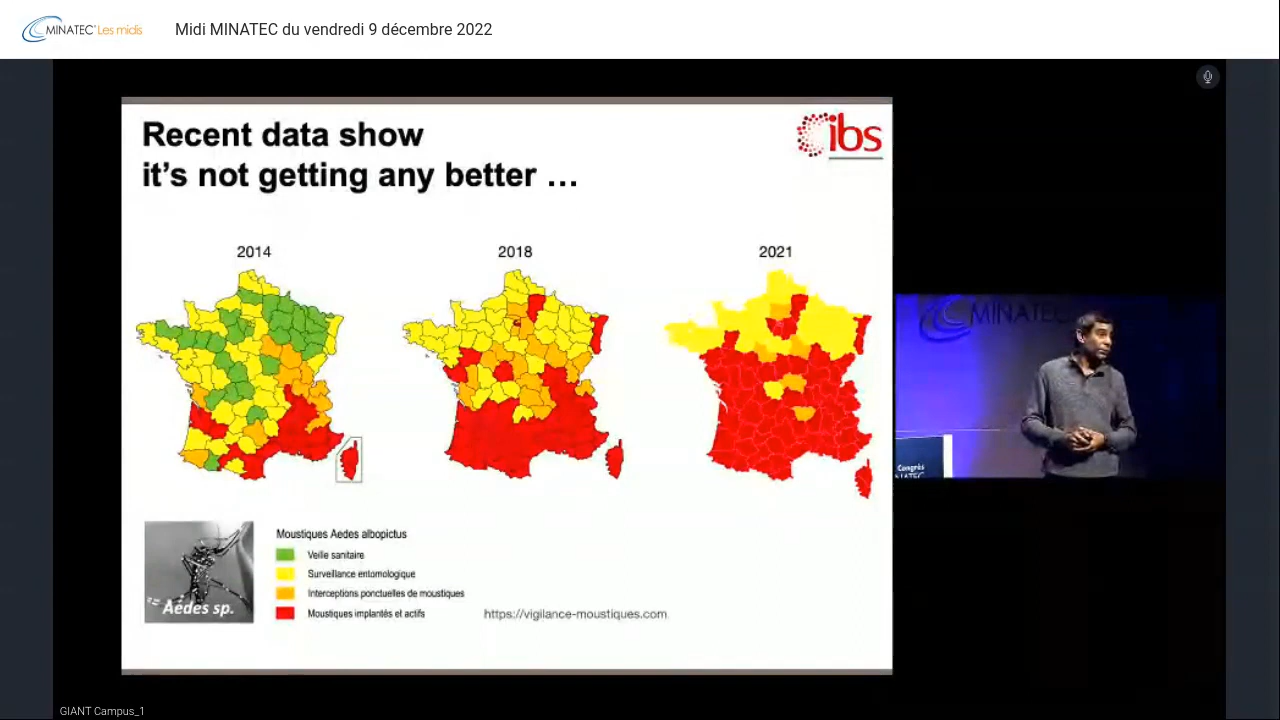 MINATEC® Les midis
Midi MINATEC du vendredi 9 décembre 2022
Recent data show
it's not getting any better …
ibs
2014
2018
2021
Moustiques Aedes albopictus
Veille sanitaire
Surveillance entomologique
Interceptions ponctuelles de moustiques
Moustiques implantés et actifs
Aedes sp.
https://vigilance-moustiques.com
MINATEC
Congrès
GIANT Campus_1